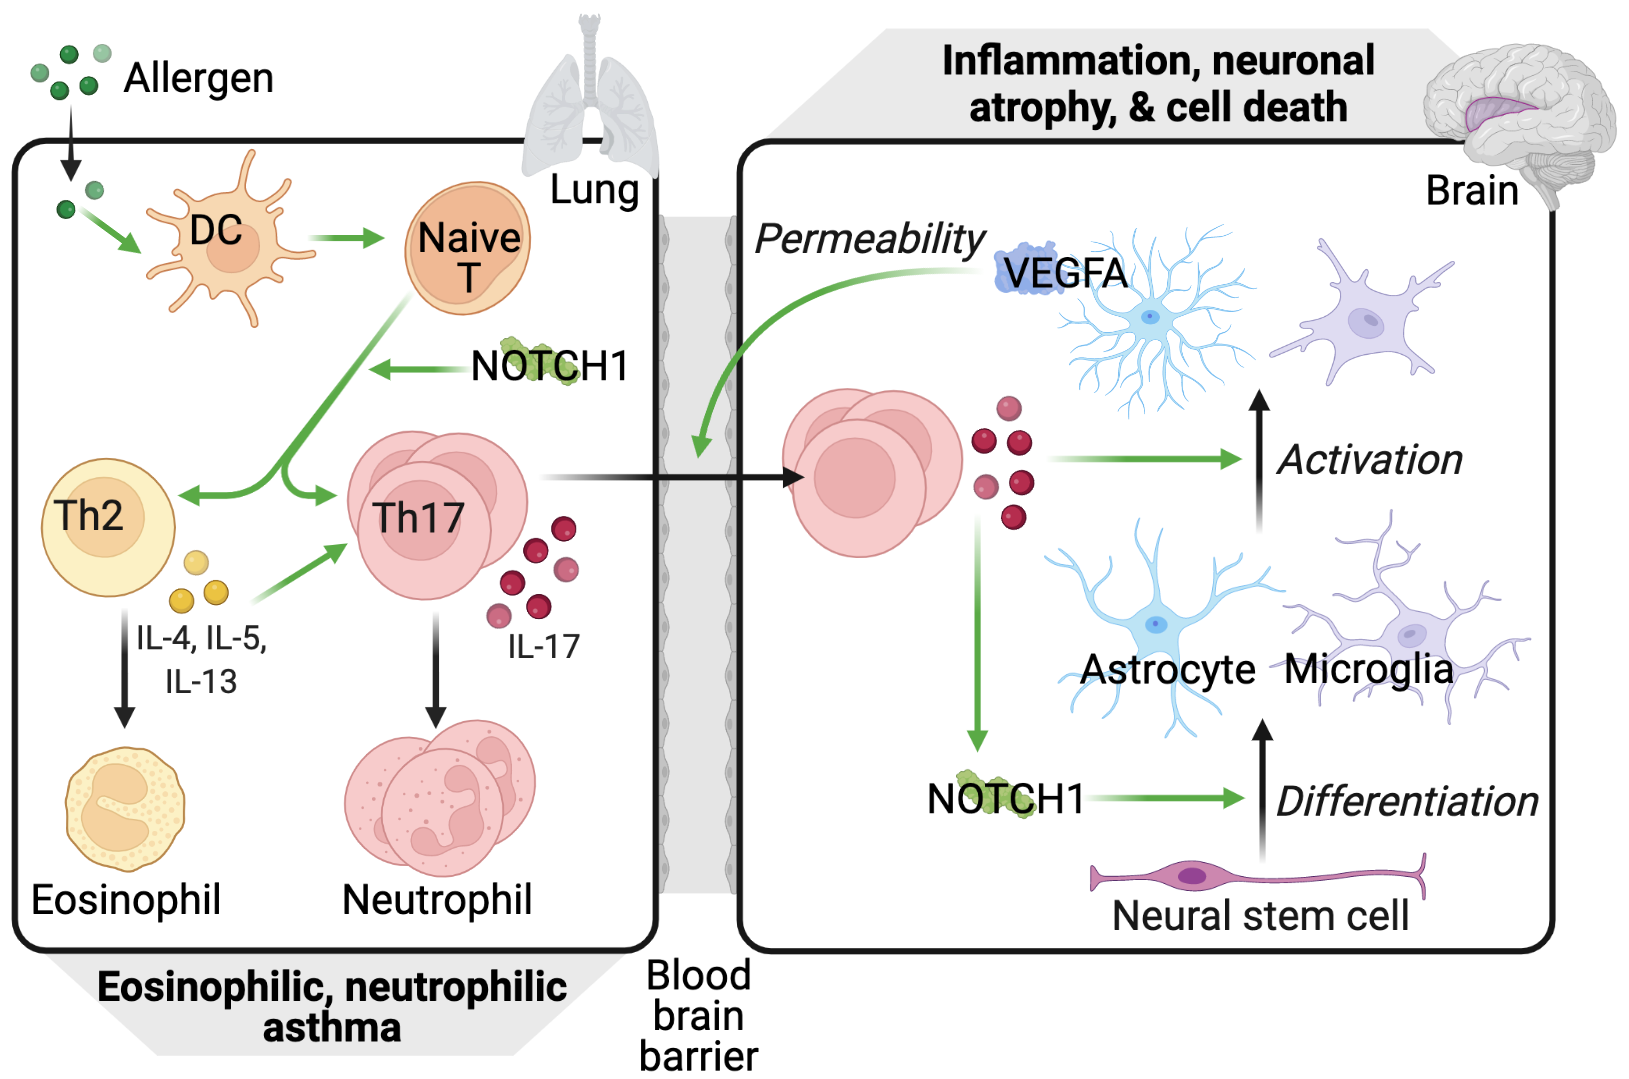 Allergen
Lung
DC
Naive
T
NOTCH1
Th2
Th17
IL-4, IL-5,
IL-13
IL-17
Eosinophil
Neutrophil
Eosinophilic, neutrophilic
asthma
Blood
brain
barrier
Inflammation, neuronal
atrophy, & cell death
Brain
Permeability
VEGFA
Activation
Astrocyte
Microglia
NOTCH1
Differentiation
Neural stem cell